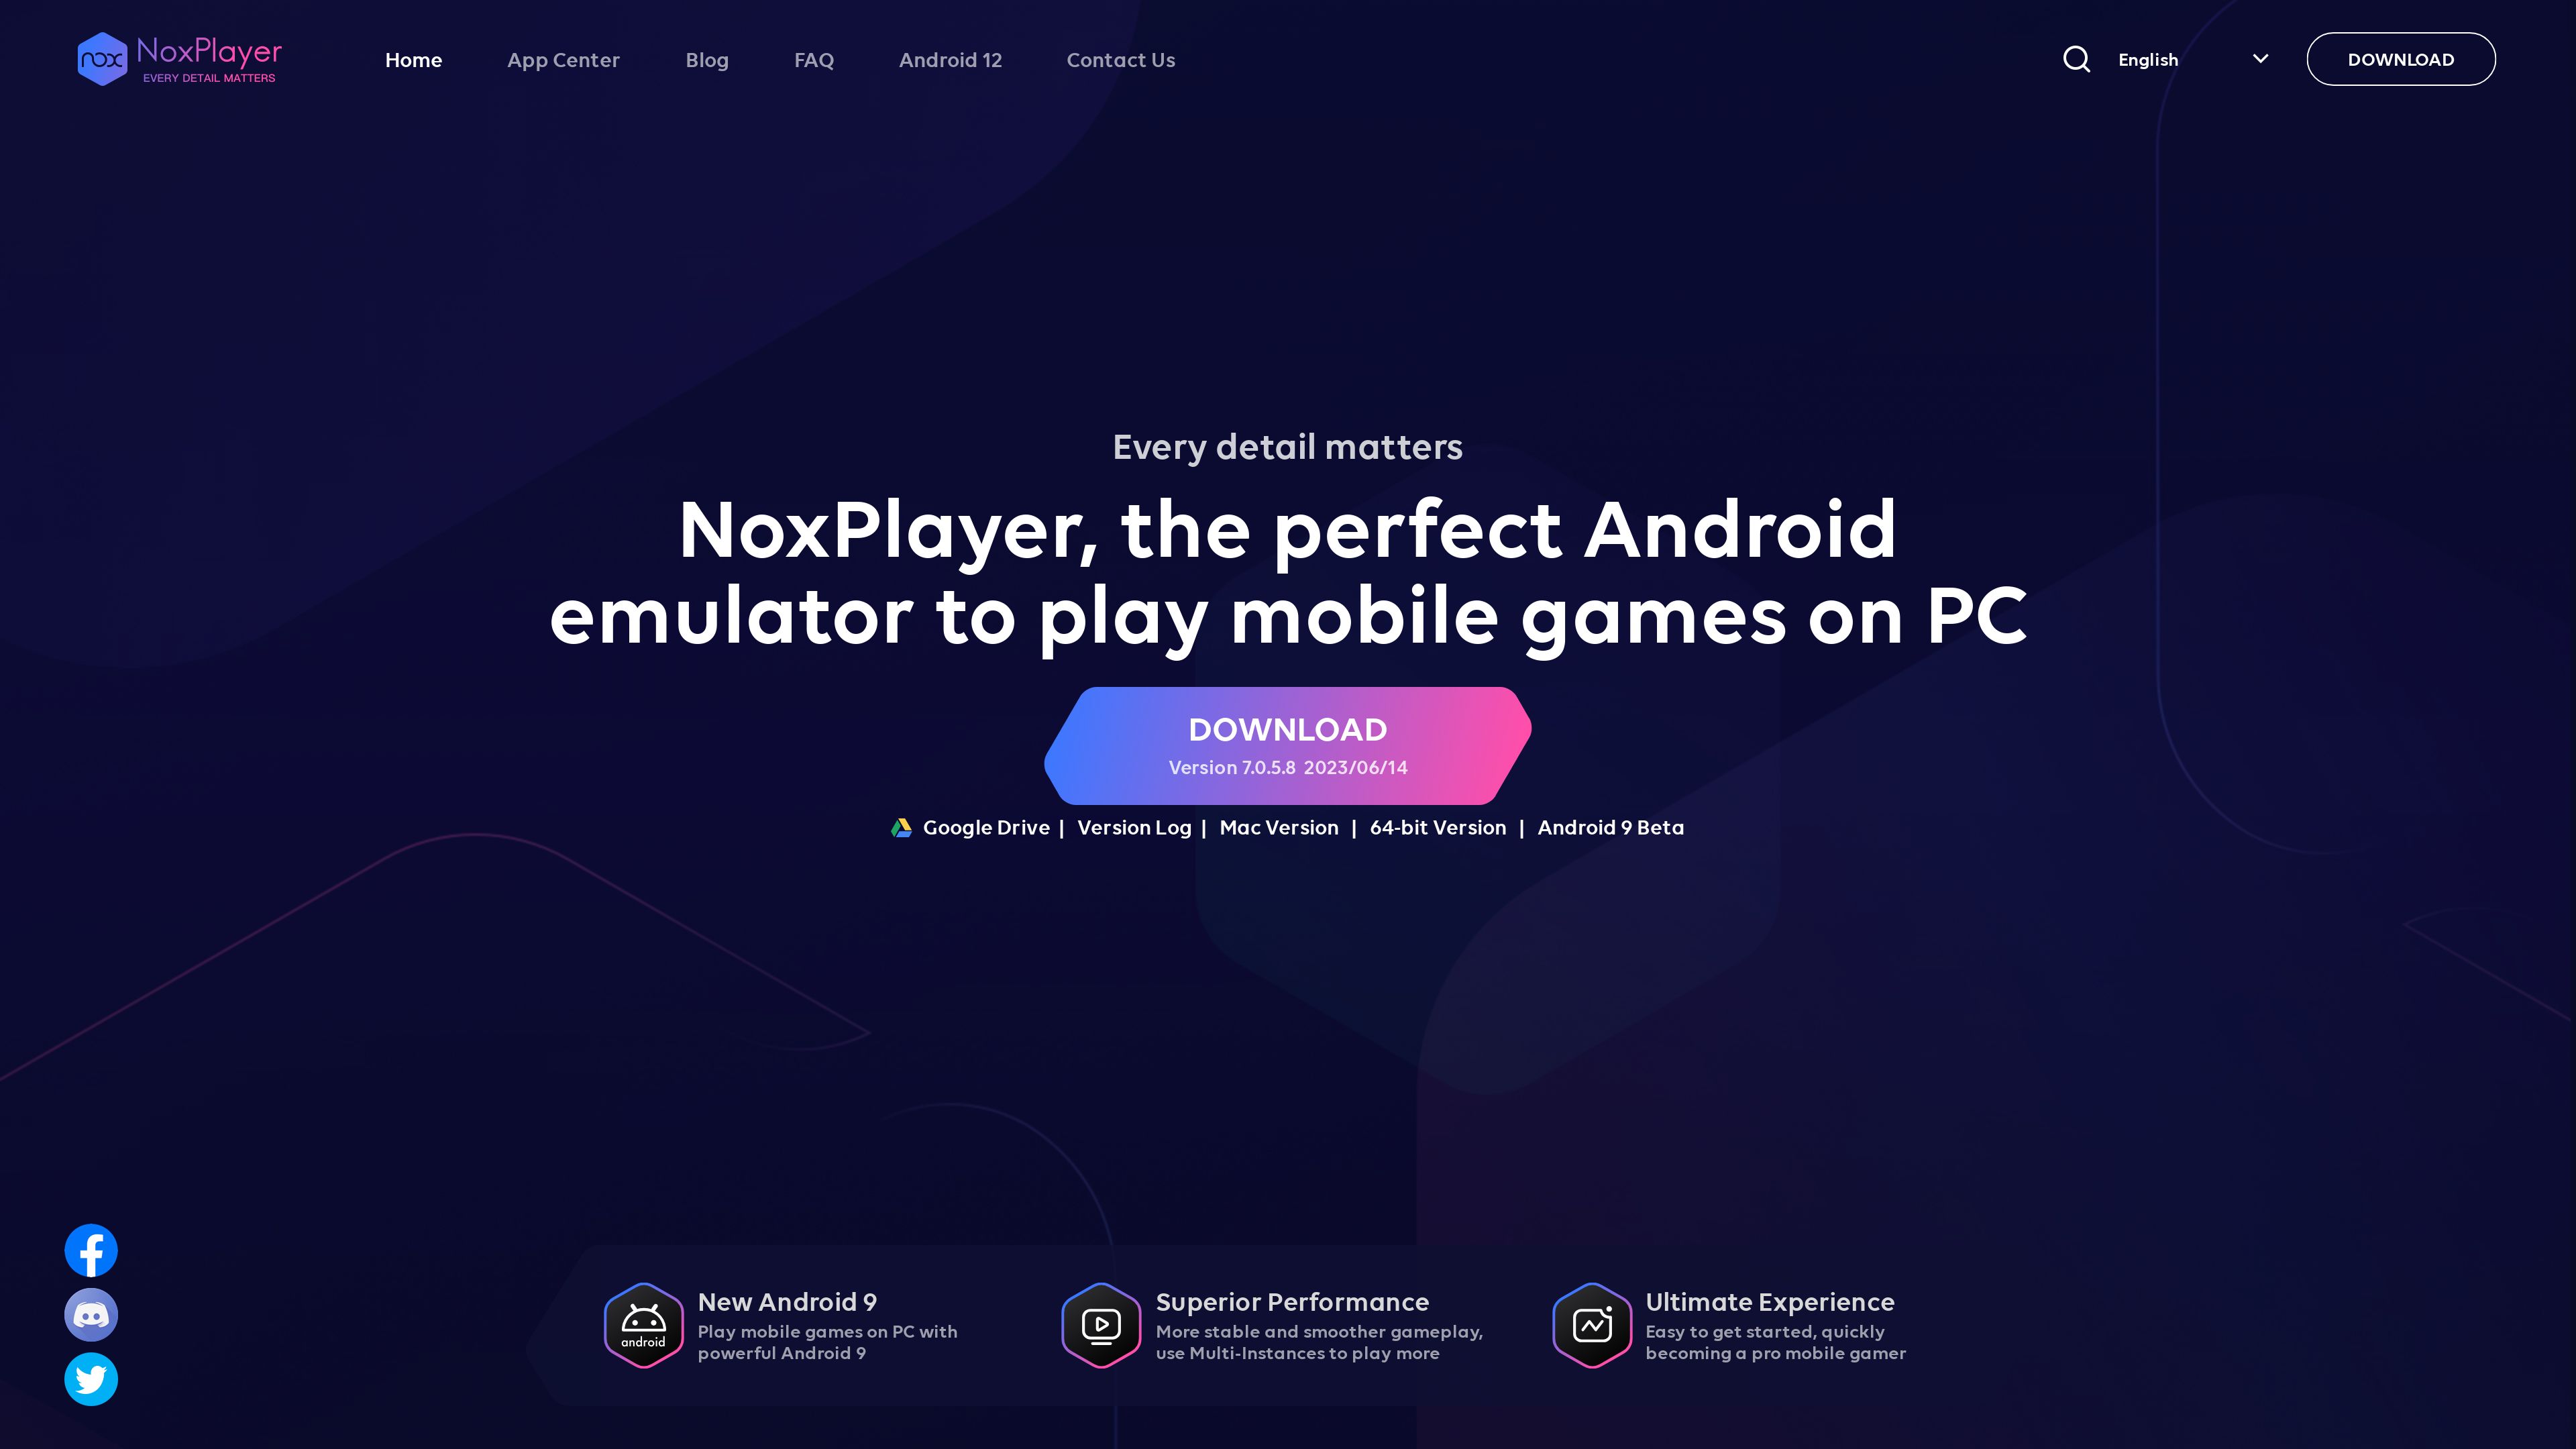 nox NoxPlayer
EVERY DETAIL MATTERS
Home App Center Blog FAQ Android 12 Contact Us English DOWNLOAD
Every detail matters
NoxPlayer, the perfect Android
emulator to play mobile games on PC
DOWNLOAD
Version 7.0.5.8 2023/06/14
Google Drive | Version Log | Mac Version | 64-bit Version | Android 9 Beta
android
New Android 9
Play mobile games on PC with
powerful Android 9
Superior Performance
More stable and smoother gameplay,
use Multi-Instances to play more
Ultimate Experience
Easy to get started, quickly
becoming a pro mobile gamer